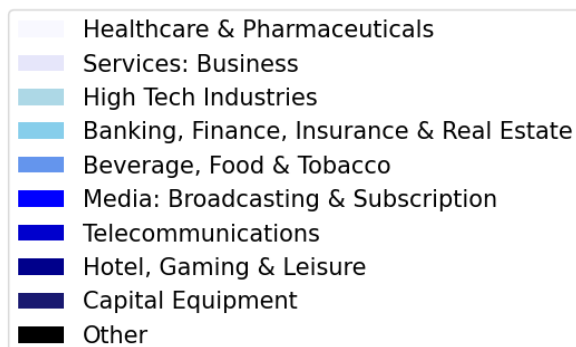 Healthcare & Pharmaceuticals
Services: Business
High Tech Industries
Banking, Finance, Insurance & Real Estate
Beverage, Food & Tobacco
Media: Broadcasting & Subscription
Telecommunications
Hotel, Gaming & Leisure
Capital Equipment
Other